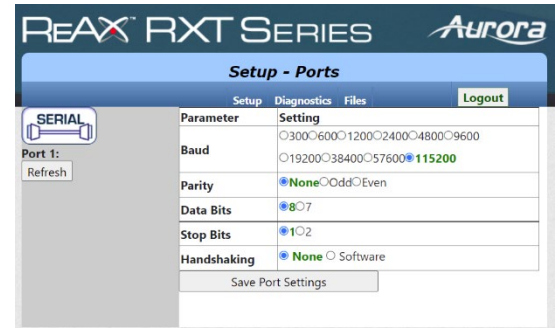 REAX™ RXT SERIES Aurora
Setup - Ports
Setup Diagnostics Files Logout
SERIAL
Port 1:
Refresh
Parameter Setting
Baud 300 600 1200 2400 4800 9600
19200 38400 57600 115200
Parity None Odd Even
Data Bits 8 7
Stop Bits 1 2
Handshaking None Software
Save Port Settings